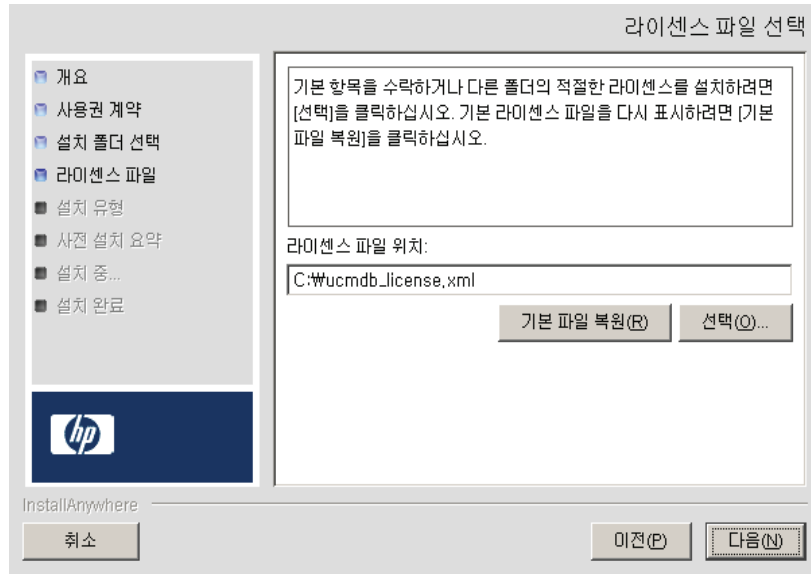 라이센스 파일 선택
개요
사용권 계약
설치 폴더 선택
라이센스 파일
설치 유형
사전 설치 요약
설치 중...
설치 완료
기본 항목을 수락하거나 다른 폴더의 적절한 라이센스를 설치하려면
[선택]을 클릭하십시오. 기본 라이센스 파일을 다시 표시하려면 [기본
파일 복원]을 클릭하십시오.
라이센스 파일 위치:
C:₩ucmdb_license.xml
기본 파일 복원(R)
선택(O)...
hp
InstallAnywhere
취소
이전(P)
다음(N)